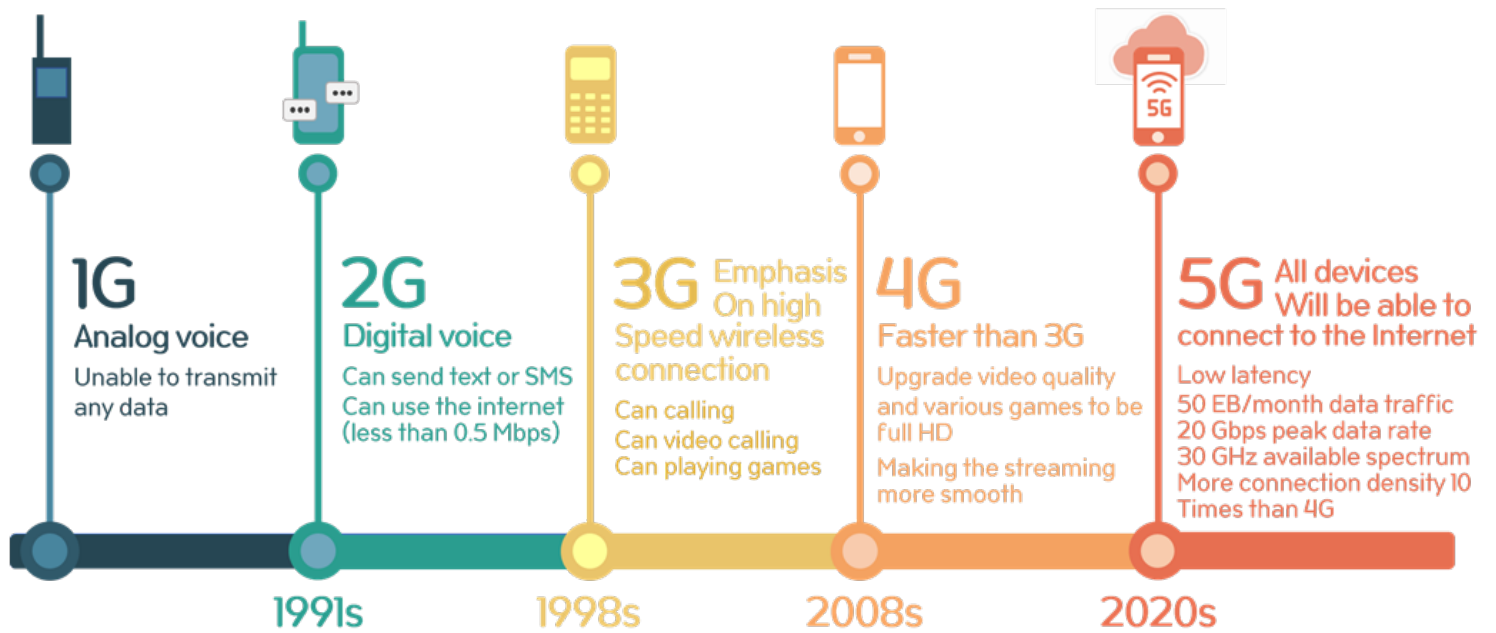 5G
1G
Analog voice
Unable to transmit
any data
2G
Digital voice
Can send text or SMS
Can use the internet
(less than 0.5 Mbps)
3G Emphasis
On high
Speed wireless
connection
Can calling
Can video calling
Can playing games
4G
Faster than 3G
Upgrade video quality
and various games to be
full HD
Making the streaming
more smooth
5G All devices
Will be able to
connect to the Internet
Low latency
50 EB/month data traffic
20 Gbps peak data rate
30 GHz available spectrum
More connection density 10
Times than 4G
1991s
1998s
2008s
2020s